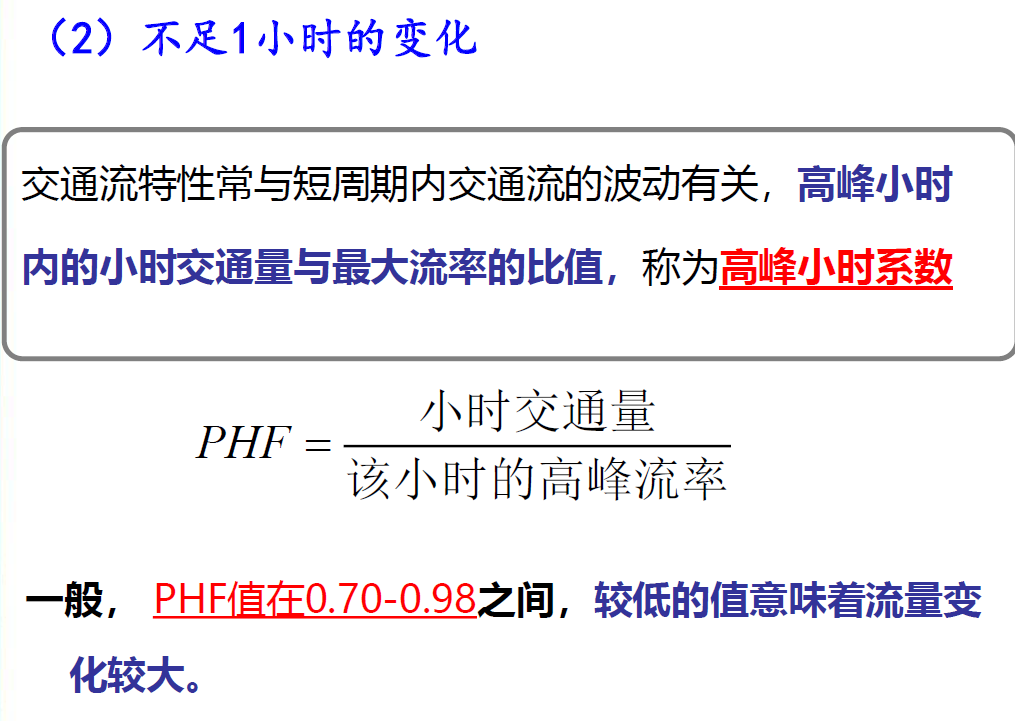 （2）不足1小时的变化
交通流特性常与短周期内交通流的波动有关，高峰小时
内的小时交通量与最大流率的比值，称为高峰小时系数
PHF = 小时交通量
该小时的高峰流率
一般， PHF值在0.70-0.98之间，较低的值意味着流量变
化较大。